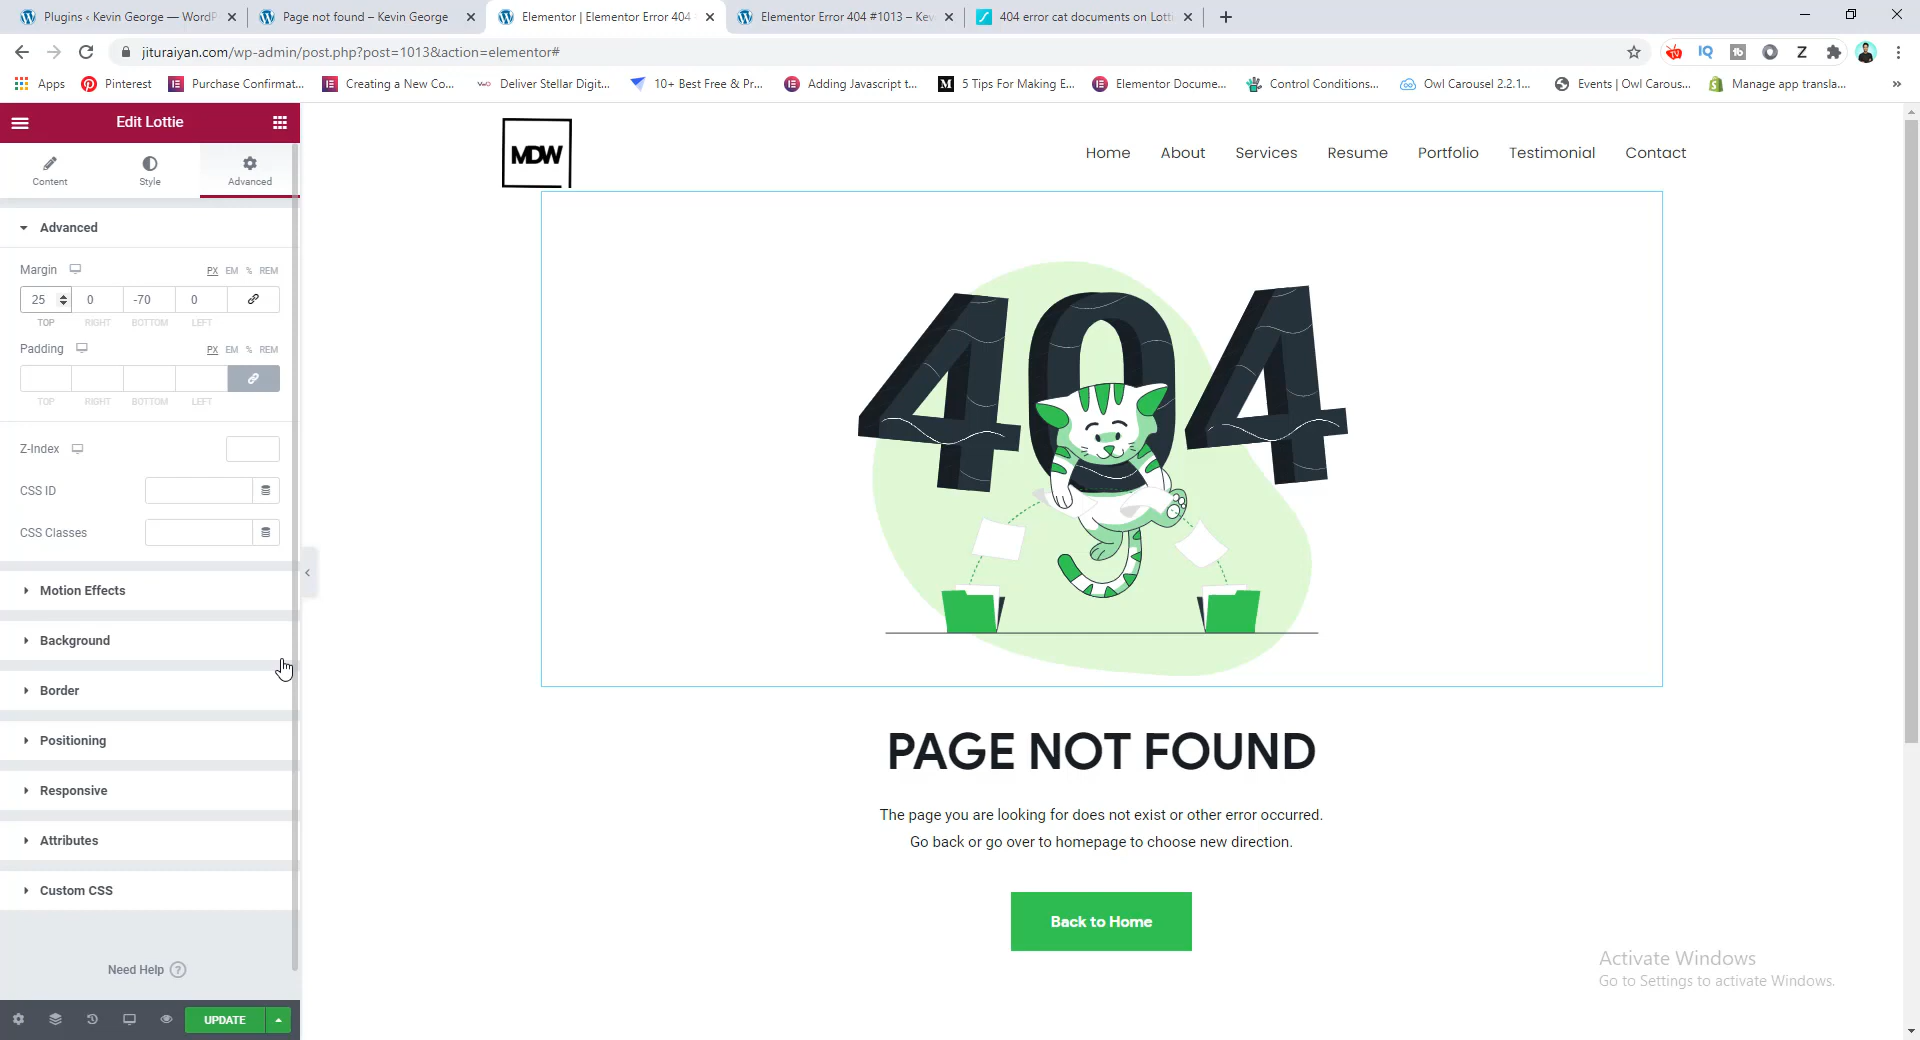 Plugins ‹ Kevin George — WordP
Page not found – Kevin George
Elementor | Elementor Error 404
Elementor Error 404 #1013 – Kev
404 error cat documents on Lotti
jituraiyan.com/wp-admin/post.php?post=1013&action=elementor#
Apps
Pinterest
Purchase Confirmat...
Creating a New Co...
Deliver Stellar Digit...
10+ Best Free & Pr...
Adding Javascript t...
5 Tips For Making E...
Elementor Docume...
Control Conditions...
Owl Carousel 2.2.1...
Events | Owl Carous...
Manage app transla...
»
Edit Lottie
Content
Style
Advanced
Advanced
Margin
PX EM % REM
25 0 -70 0
TOP RIGHT BOTTOM LEFT
Padding
PX EM % REM
TOP RIGHT BOTTOM LEFT
Z-Index
CSS ID
CSS Classes
Motion Effects
Background
Border
Positioning
Responsive
Attributes
Custom CSS
Need Help ?
UPDATE
MDW
Home About Services Resume Portfolio Testimonial Contact
404
PAGE NOT FOUND
The page you are looking for does not exist or other error occurred.
Go back or go over to homepage to choose new direction.
Back to Home
Activate Windows
Go to Settings to activate Windows.